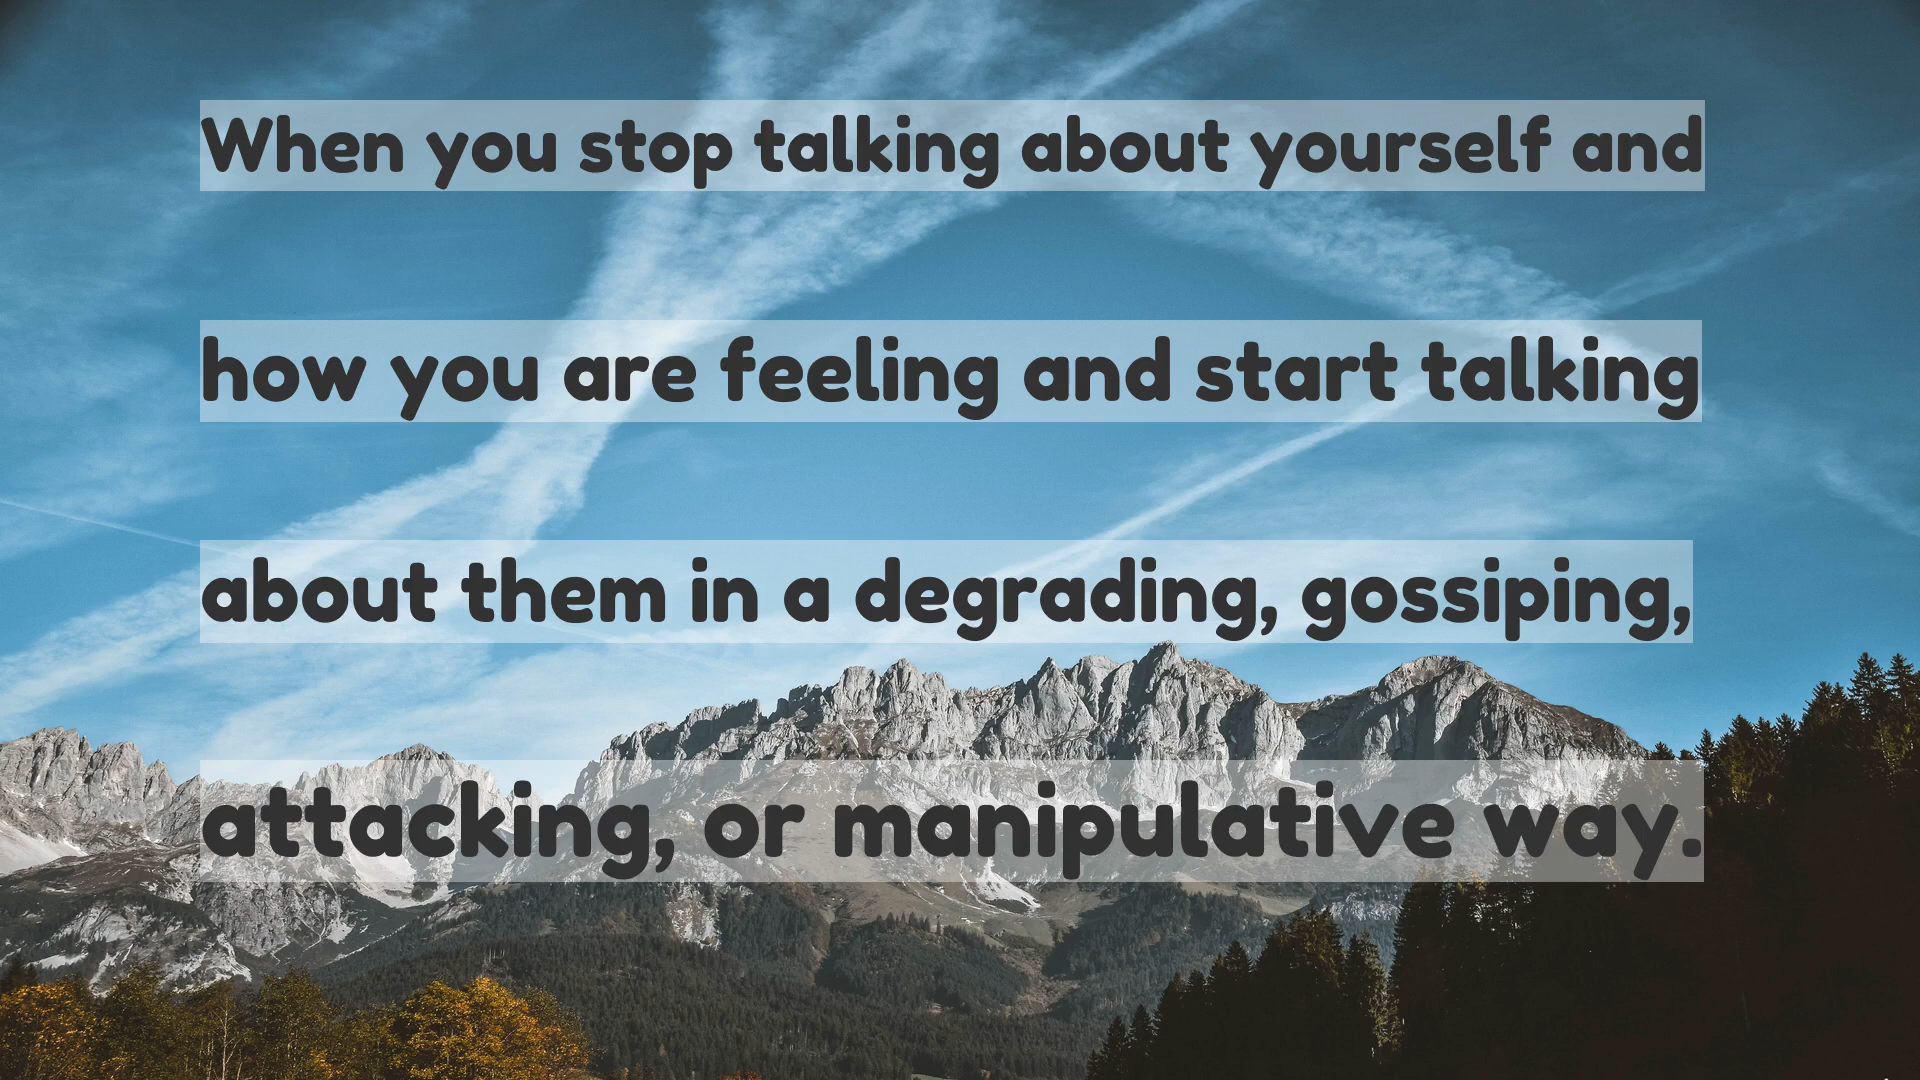 When you stop talking about yourself and
how you are feeling and start talking
about them in a degrading, gossiping,
attacking, or manipulative way.